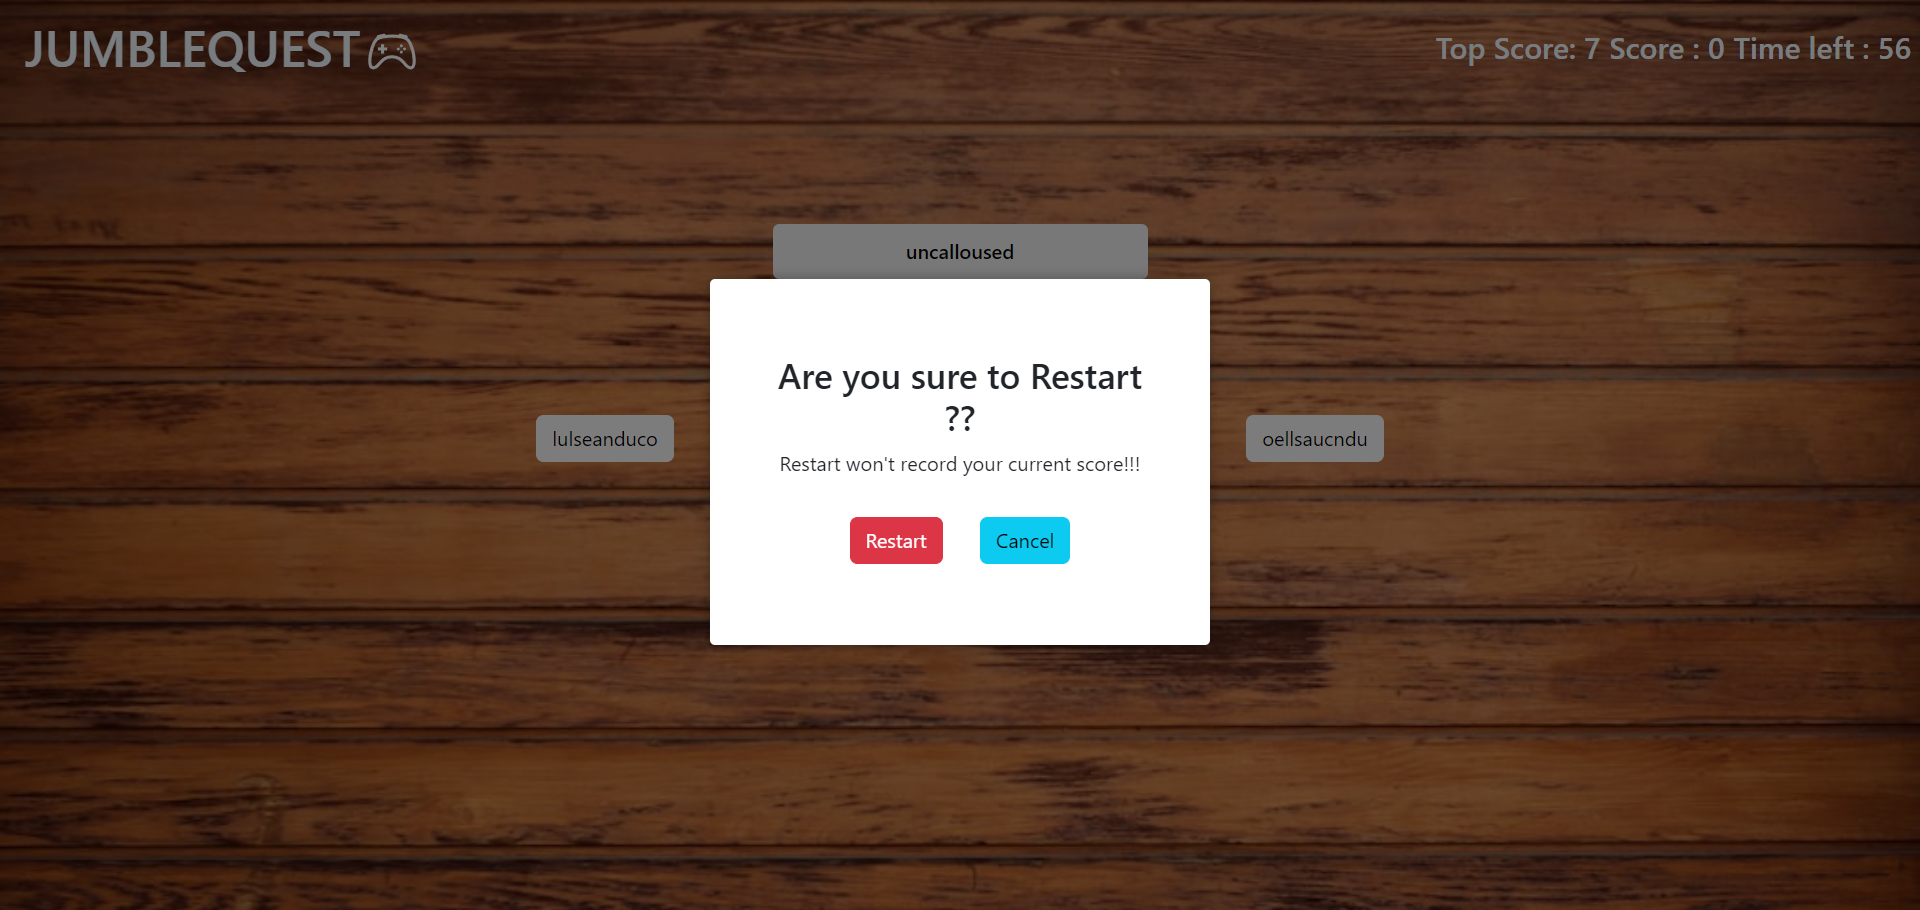 JUMBLEQUEST
Top Score: 7 Score : 0 Time left : 56
uncalloused
lulseanduco
oellsaucndu
Are you sure to Restart
??
Restart won't record your current score!!!
Restart
Cancel